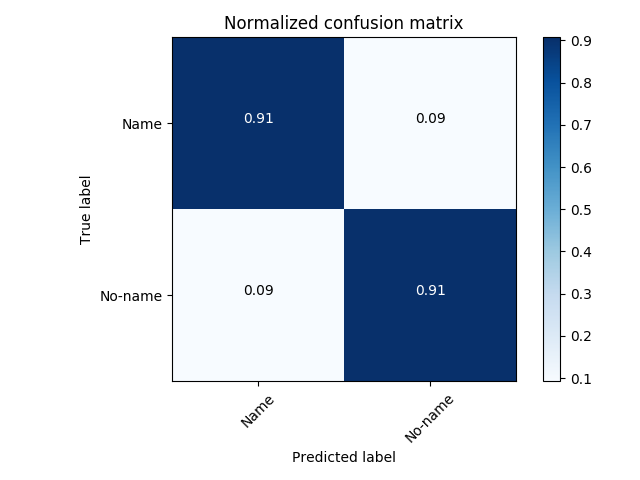 Normalized confusion matrix
True label
Name
0.91
0.09
No-name
0.09
0.91
Name
No-name
Predicted label
0.9
0.8
0.7
0.6
0.5
0.4
0.3
0.2
0.1